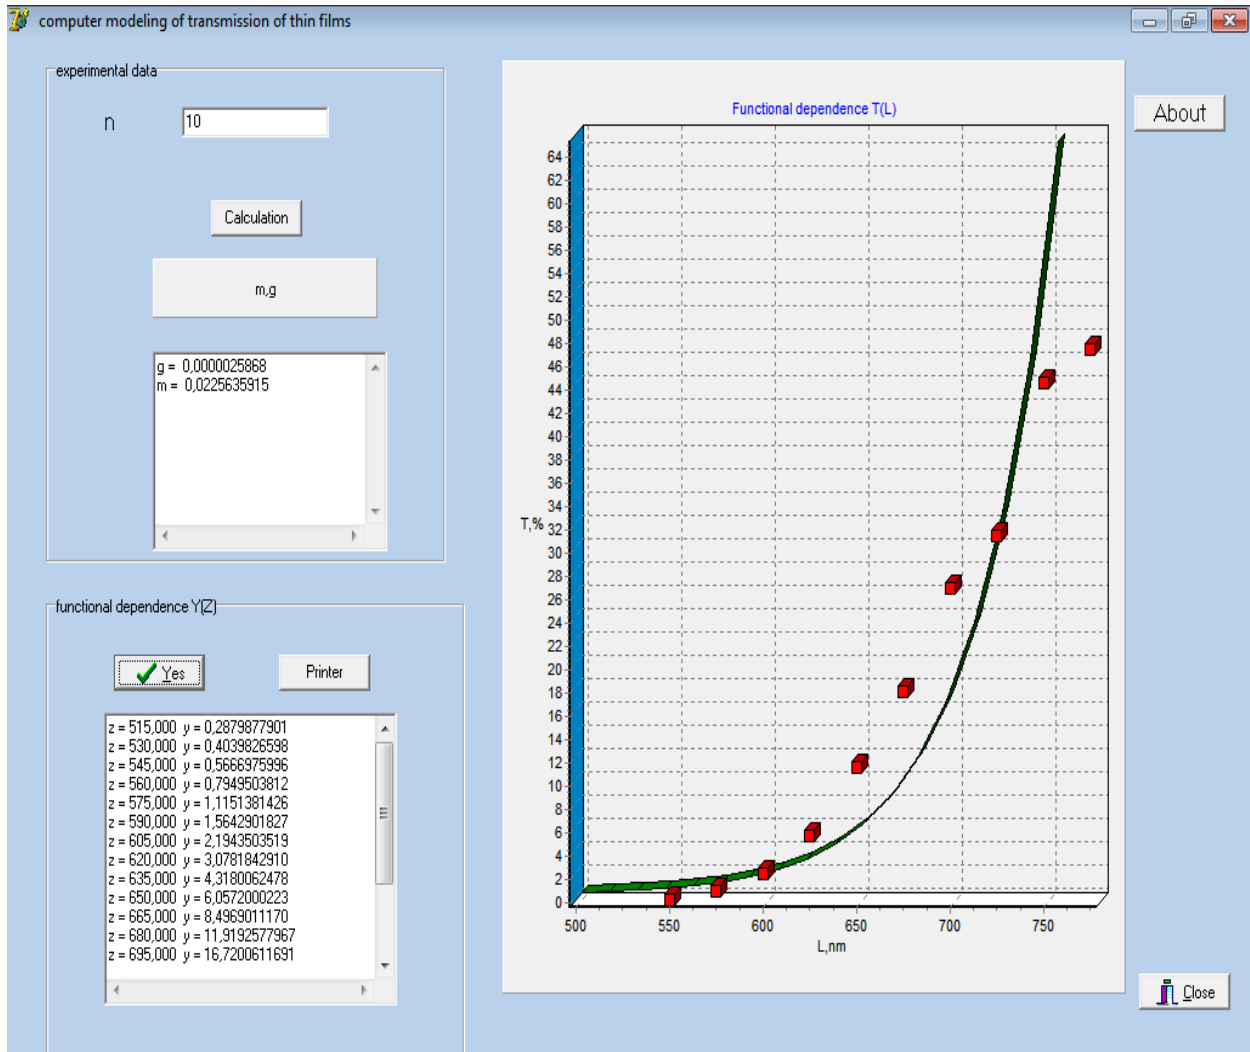 computer modeling of transmission of thin films
experimental data
n
10
Calculation
m,g
g = 0,0000025868
m = 0,0225635915
functional dependence Y(Z)
Yes
Printer
z = 515,000 y = 0,2879877901
z = 530,000 y = 0,4039826598
z = 545,000 y = 0,5666975996
z = 560,000 y = 0,7949503812
z = 575,000 y = 1,1151381426
z = 590,000 y = 1,5642901827
z = 605,000 y = 2,1943503519
z = 620,000 y = 3,0781842910
z = 635,000 y = 4,3180062478
z = 650,000 y = 6,0572000223
z = 665,000 y = 8,4969011170
z = 680,000 y = 11,9192577967
z = 695,000 y = 16,7200611691
Functional dependence T(L)
64
62
60
58
56
54
52
50
48
46
44
42
40
38
36
34
T,%
32
30
28
26
24
22
20
18
16
14
12
10
8
6
4
2
0
500 550 600 650 700 750
L,nm
About
Close